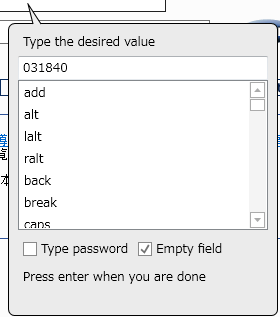 Type the desired value
031840
add
alt
lalt
ralt
back
break
caps
Type password
Empty field
Press enter when you are done
本